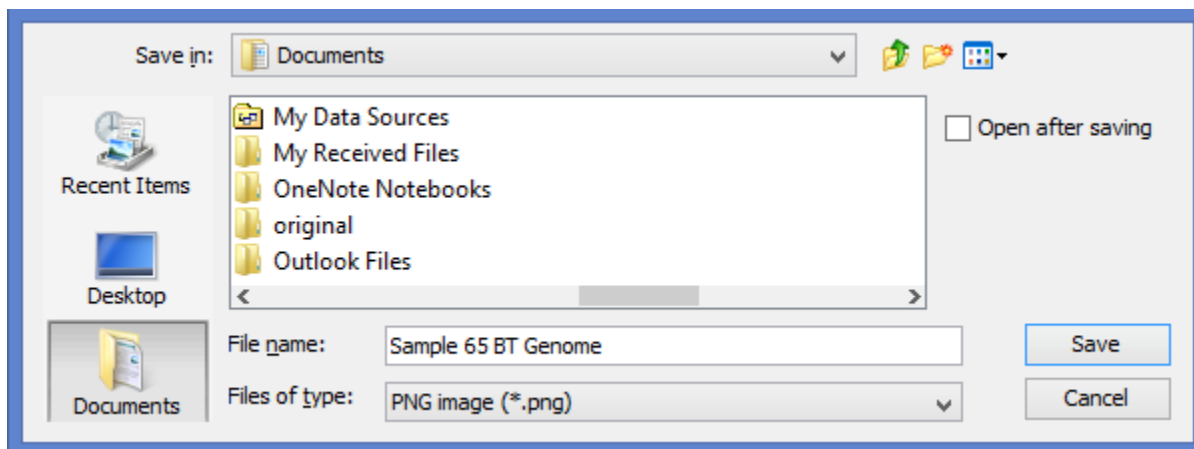 Save in: Documents
My Data Sources
My Received Files
OneNote Notebooks
original
Outlook Files
Open after saving
Recent Items
Desktop
Documents
File name: Sample 65 BT Genome
Save
Files of type: PNG image (*.png)
Cancel